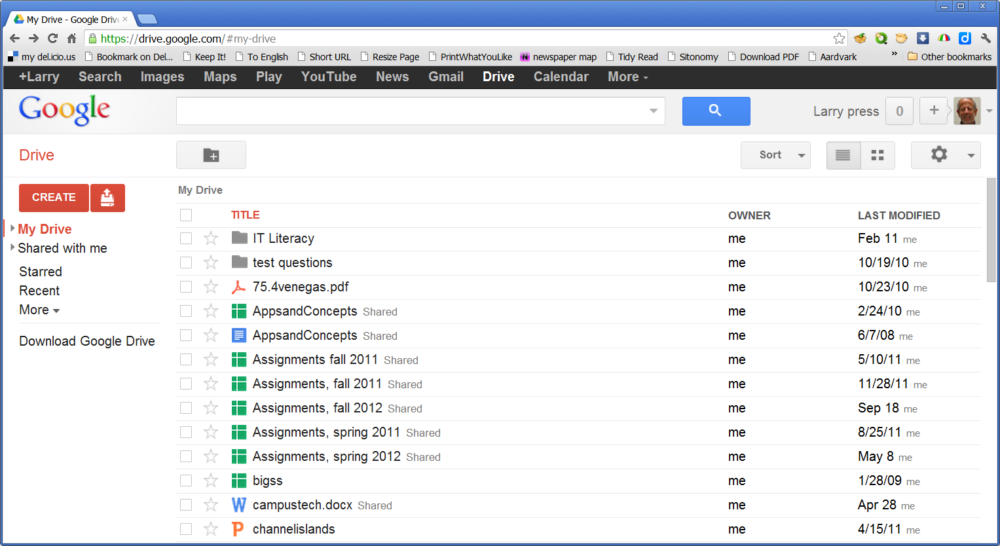 My Drive - Google Drive
https://drive.google.com/#my-drive
my del.icio.us Bookmark on Del... Keep It! To English Short URL Resize Page PrintWhatYouLike N newspaper map Tidy Read Sitonomy Download PDF Aardvark » Other bookmarks
+Larry Search Images Maps Play YouTube News Gmail Drive Calendar More
Google Larry press 0 +
Drive Sort
My Drive
CREATE
TITLE OWNER LAST MODIFIED
My Drive
Shared with me
Starred
Recent
More
Download Google Drive
IT Literacy me Feb 11 me
test questions me 10/19/10 me
75.4venegas.pdf me 10/23/10 me
AppsandConcepts Shared me 2/24/10 me
AppsandConcepts Shared me 6/7/08 me
Assignments fall 2011 Shared me 5/10/11 me
Assignments, fall 2011 Shared me 11/28/11 me
Assignments, fall 2012 Shared me Sep 18 me
Assignments, spring 2011 Shared me 8/25/11 me
Assignments, spring 2012 Shared me May 8 me
bigss me 1/28/09 me
W campustech.docx Shared me Apr 28 me
P channelislands me 4/15/11 me